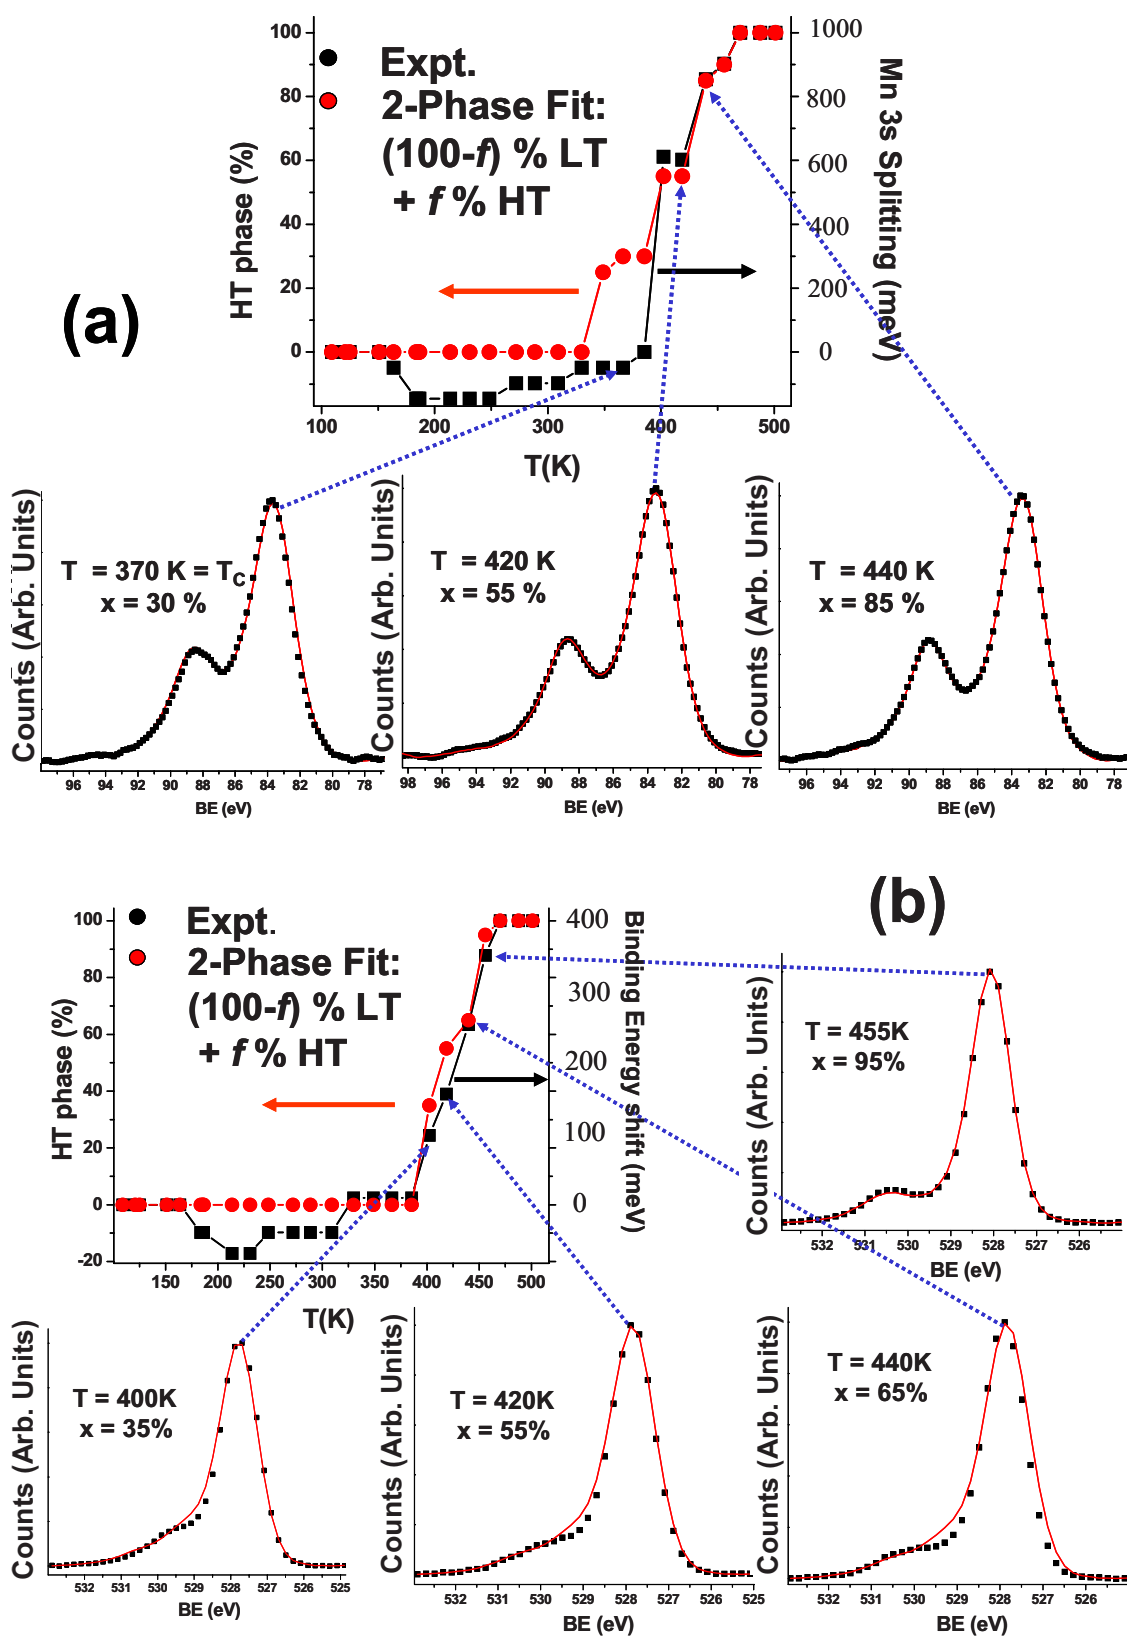 (a)
100
80
60
40
20
0
HT phase (%)
Expt.
2-Phase Fit:
(100-f) % LT
+ f % HT
1000
800
600
400
200
0
Mn 3s Splitting (meV)
100 200 300 400 500
T(K)
Counts (Arb. Units)
T = 370 K = TC
x = 30 %
96 94 92 90 88 86 84 82 80 78
BE (eV)
Counts (Arb. Units)
T = 420 K
x = 55 %
98 96 94 92 90 88 86 84 82 80 78
BE (eV)
Counts (Arb. Units)
T = 440 K
x = 85 %
96 94 92 90 88 86 84 82 80 78
BE (eV)
(b)
100
80
60
40
20
0
-20
HT phase (%)
Expt.
2-Phase Fit:
(100-f) % LT
+ f % HT
400
300
200
100
0
Binding Energy shift (meV)
150 200 250 300 350 400 450 500
T(K)
Counts (Arb. Units)
T = 455K
x = 95%
532 531 530 529 528 527 526
BE (eV)
Counts (Arb. Units)
T = 400K
x = 35%
532 531 530 529 528 527 526 525
BE (eV)
Counts (Arb. Units)
T = 420K
x = 55%
532 531 530 529 528 527 526 525
BE (eV)
Counts (Arb. Units)
T = 440K
x = 65%
532 531 530 529 528 527 526
BE (eV)